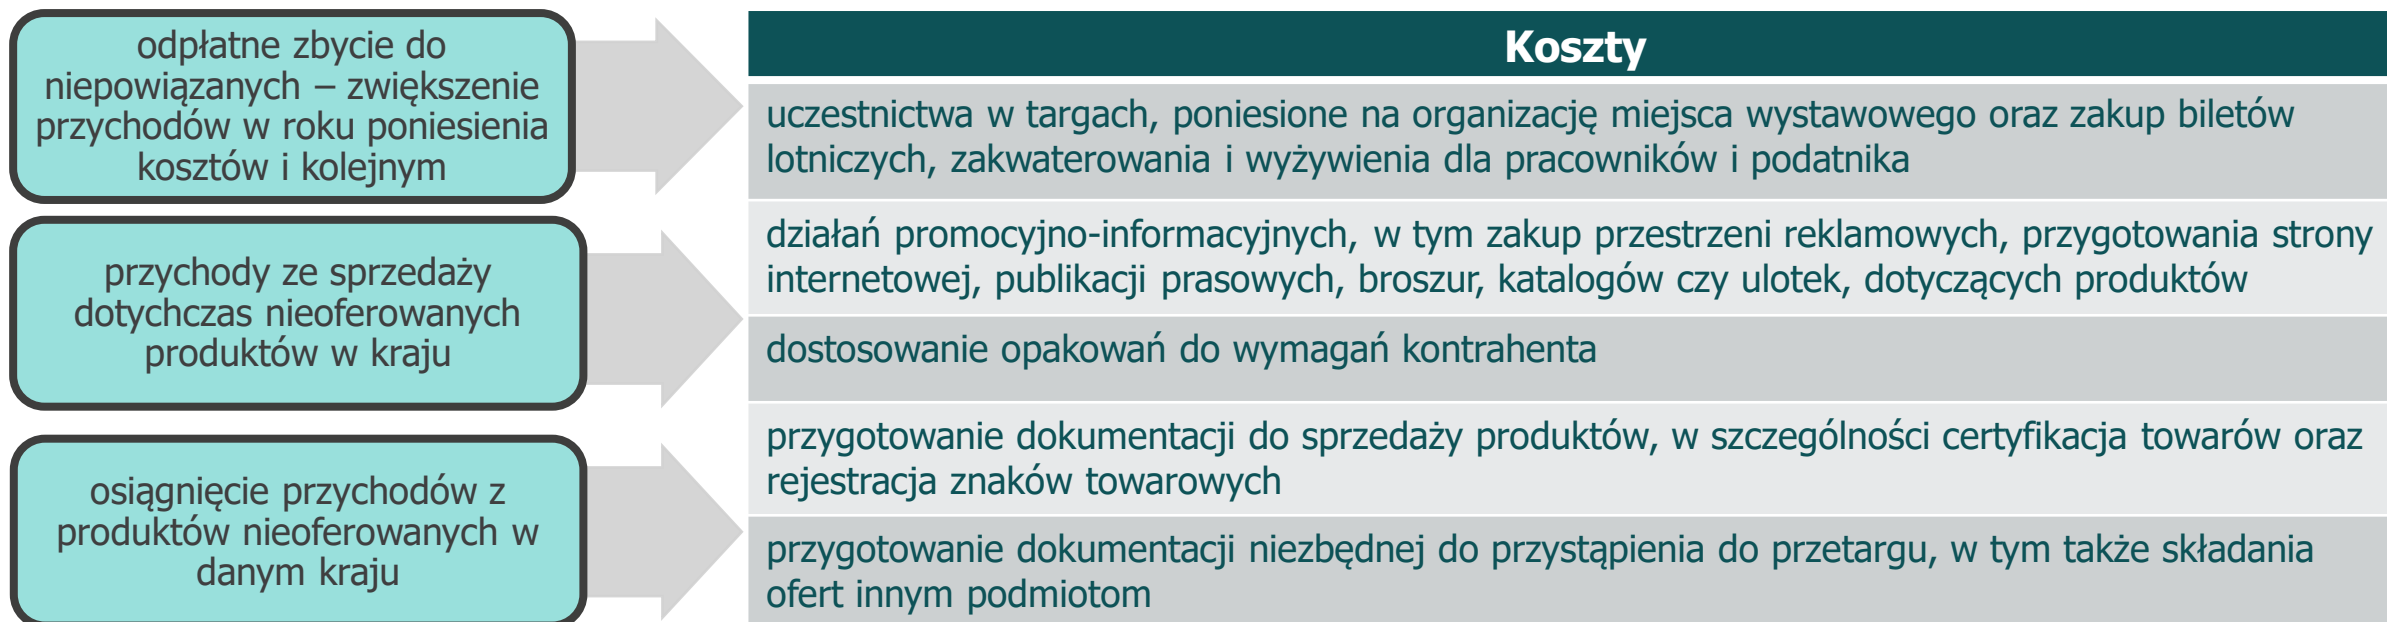 odpłatne zbycie do
niepowiązanych – zwiększenie
przychodów w roku poniesienia
kosztów i kolejnym
przychody ze sprzedaży
dotychczas nieoferowanych
produktów w kraju
osiągnięcie przychodów z
produktów nieoferowanych w
danym kraju
Koszty
uczestnictwa w targach, poniesione na organizację miejsca wystawowego oraz zakup biletów
lotniczych, zakwaterowania i wyżywienia dla pracowników i podatnika
działań promocyjno-informacyjnych, w tym zakup przestrzeni reklamowych, przygotowania strony
internetowej, publikacji prasowych, broszur, katalogów czy ulotek, dotyczących produktów
dostosowanie opakowań do wymagań kontrahenta
przygotowanie dokumentacji do sprzedaży produktów, w szczególności certyfikacja towarów oraz
rejestracja znaków towarowych
przygotowanie dokumentacji niezbędnej do przystąpienia do przetargu, w tym także składania
ofert innym podmiotom